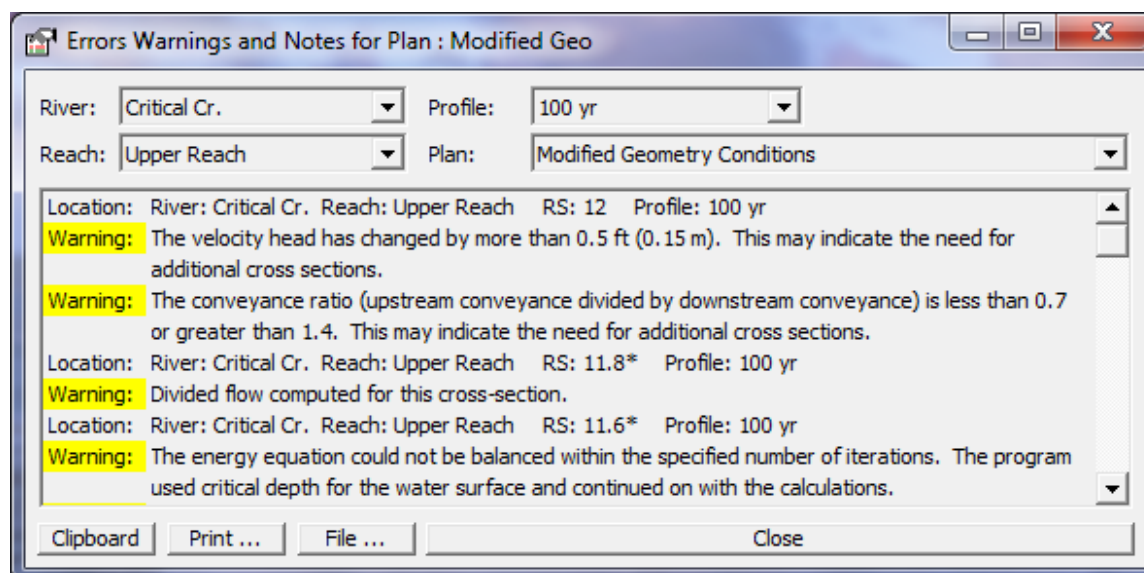 Errors Warnings and Notes for Plan : Modified Geo
River: Critical Cr. Profile: 100 yr
Reach: Upper Reach Plan: Modified Geometry Conditions
Location: River: Critical Cr. Reach: Upper Reach RS: 12 Profile: 100 yr
Warning: The velocity head has changed by more than 0.5 ft (0.15 m). This may indicate the need for
additional cross sections.
Warning: The conveyance ratio (upstream conveyance divided by downstream conveyance) is less than 0.7
or greater than 1.4. This may indicate the need for additional cross sections.
Location: River: Critical Cr. Reach: Upper Reach RS: 11.8* Profile: 100 yr
Warning: Divided flow computed for this cross-section.
Location: River: Critical Cr. Reach: Upper Reach RS: 11.6* Profile: 100 yr
Warning: The energy equation could not be balanced within the specified number of iterations. The program
used critical depth for the water surface and continued on with the calculations.
Clipboard Print ... File ... Close